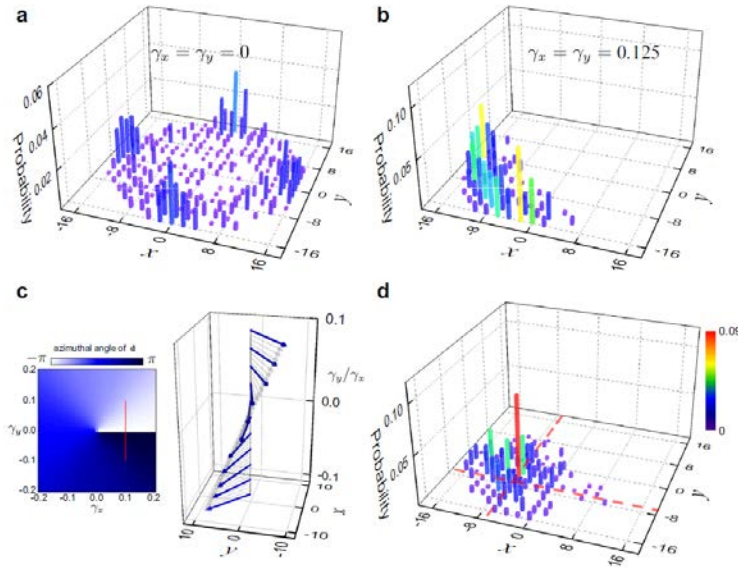 a
γx = γy = 0
Probability
0.06
0.04
0.02
-16
-8
0
8
16
x
-16
-8
0
8
16
y
b
γx = γy = 0.125
Probability
0.10
0.05
-16
-8
0
8
16
x
-16
-8
0
8
16
y
c
azimuthal angle of d
−π π
0.2
0.1
γy 0.0
-0.1
-0.2
-0.2 -0.1 0.0 0.1 0.2
γx
0.1
γy/γx
0.0
-0.1
10
0
-10
x
10
0
-10
y
d
0.09
0
Probability
0.10
0.05
-16
-8
0
8
16
x
-16
-8
0
8
16
y